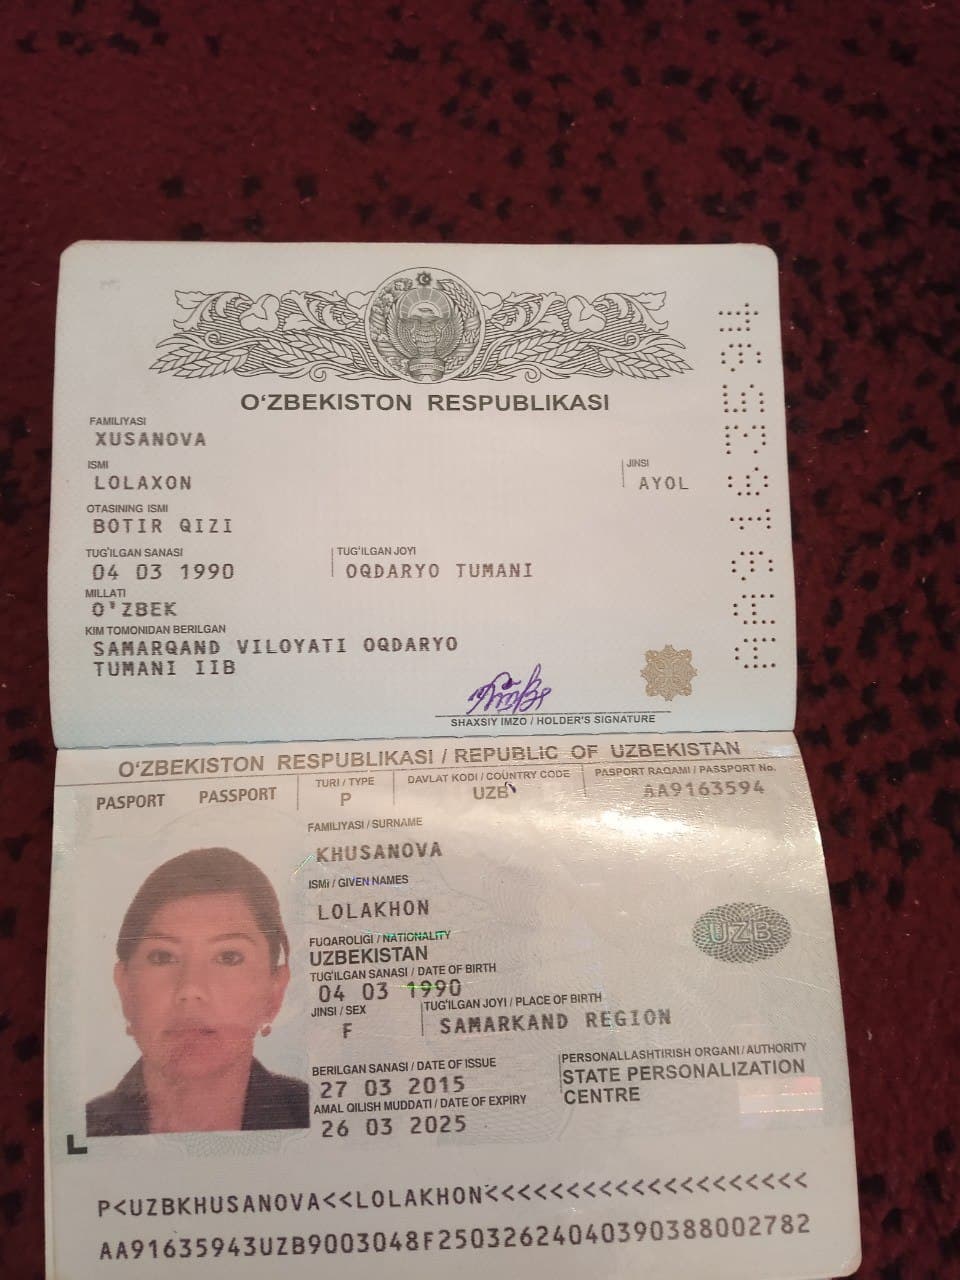 O‘ZBEKISTON RESPUBLIKASI
FAMILIYASI
XUSANOVA
ISMI
LOLAXON
JINSI
AYOL
OTASINING ISMI
BOTIR QIZI
TUG‘ILGAN SANASI
04 03 1990
TUG‘ILGAN JOYI
OQDARYO TUMANI
MILLATI
O'ZBEK
KIM TOMONIDAN BERILGAN
SAMARQAND VILOYATI OQDARYO
TUMANI IIB
SHAXSIY IMZO / HOLDER'S SIGNATURE
AA9163594
O‘ZBEKISTON RESPUBLIKASI / REPUBLIC OF UZBEKISTAN
PASPORT PASSPORT
TURI / TYPE
P
DAVLAT KODI / COUNTRY CODE
UZB
PASPORT RAQAMI / PASSPORT No.
AA9163594
FAMILIYASI / SURNAME
KHUSANOVA
ISMI / GIVEN NAMES
LOLAKHON
FUQAROLIGI / NATIONALITY
UZBEKISTAN
TUG‘ILGAN SANASI / DATE OF BIRTH
04 03 1990
JINSI / SEX
F
TUG‘ILGAN JOYI / PLACE OF BIRTH
SAMARKAND REGION
UZB
BERILGAN SANASI / DATE OF ISSUE
27 03 2015
AMAL QILISH MUDDATI / DATE OF EXPIRY
26 03 2025
PERSONALLASHTIRISH ORGANI / AUTHORITY
STATE PERSONALIZATION
CENTRE
P<UZBKHUSANOVA<<LOLAKHON<<<<<<<<<<<<<<<<<<<<
AA91635943UZB9003048F25032624040390388002782